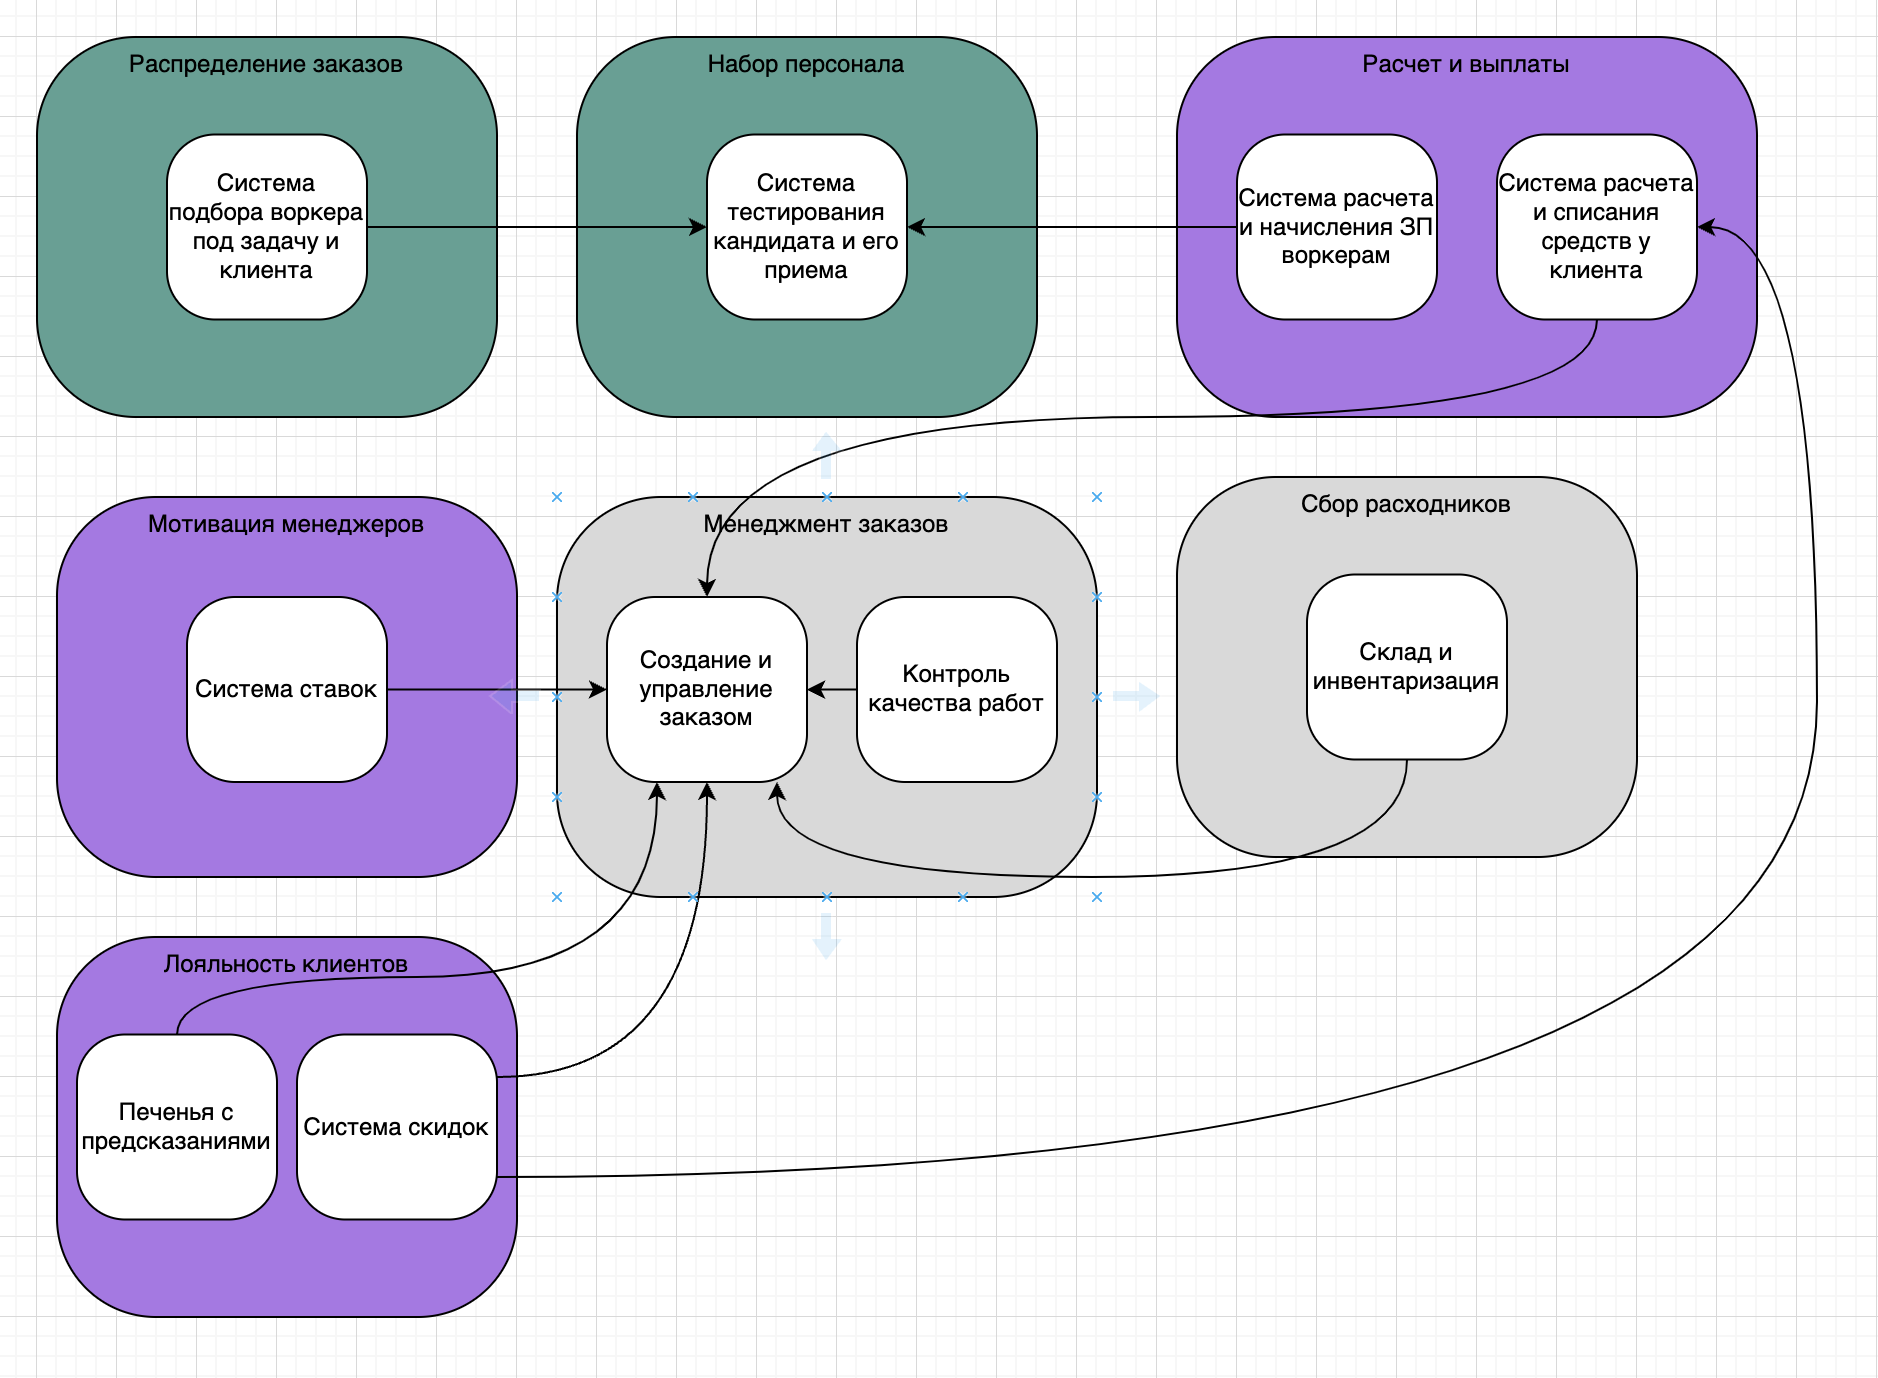 Распределение заказов
Система
подбора воркера
под задачу и
клиента
Набор персонала
Система
тестирования
кандидата и его
приема
Расчет и выплаты
Система расчета
и начисления ЗП
воркерам
Система расчета
и списания
средств у
клиента
Мотивация менеджеров
Система ставок
Менеджмент заказов
Создание и
управление
заказом
Контроль
качества работ
Сбор расходников
Склад и
инвентаризация
Лояльность клиентов
Печенья с
предсказаниями
Система скидок